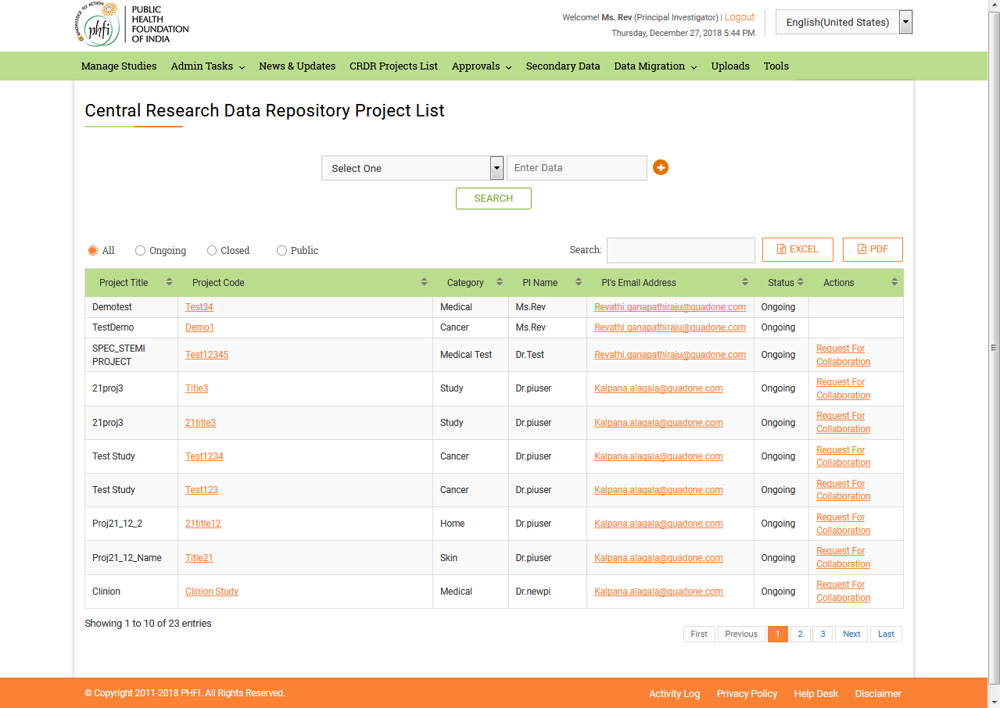 KNOWLEDGE TO ACTION
phfi
PUBLIC
HEALTH
FOUNDATION
OF INDIA
Welcome! Ms. Rev (Principal Investigator) | Logout
Thursday, December 27, 2018 5:44 PM
English(United States)
Manage Studies Admin Tasks News & Updates CRDR Projects List Approvals Secondary Data Data Migration Uploads Tools
Central Research Data Repository Project List
Select One Enter Data
SEARCH
All Ongoing Closed Public Search: EXCEL PDF
Project Title Project Code Category PI Name PI's Email Address Status Actions
Demotest Test34 Medical Ms.Rev Revathi.ganapathiraju@quadone.com Ongoing
TestDemo Demo1 Cancer Ms.Rev Revathi.ganapathiraju@quadone.com Ongoing
SPEC_STEMI
PROJECT Test12345 Medical Test Dr.Test Revathi.ganapathiraju@quadone.com Ongoing Request For
Collaboration
21proj3 Title3 Study Dr.piuser Kalpana.alagala@quadone.com Ongoing Request For
Collaboration
21proj3 21title3 Study Dr.piuser Kalpana.alagala@quadone.com Ongoing Request For
Collaboration
Test Study Test1234 Cancer Dr.piuser Kalpana.alagala@quadone.com Ongoing Request For
Collaboration
Test Study Test123 Cancer Dr.piuser Kalpana.alagala@quadone.com Ongoing Request For
Collaboration
Proj21_12_2 21title12 Home Dr.piuser Kalpana.alagala@quadone.com Ongoing Request For
Collaboration
Proj21_12_Name Title21 Skin Dr.piuser Kalpana.alagala@quadone.com Ongoing Request For
Collaboration
Clinion Clinion Study Medical Dr.newpi Kalpana.alagala@quadone.com Ongoing Request For
Collaboration
Showing 1 to 10 of 23 entries
First Previous 1 2 3 Next Last
© Copyright 2011-2018 PHFI. All Rights Reserved.
Activity Log Privacy Policy Help Desk Disclaimer